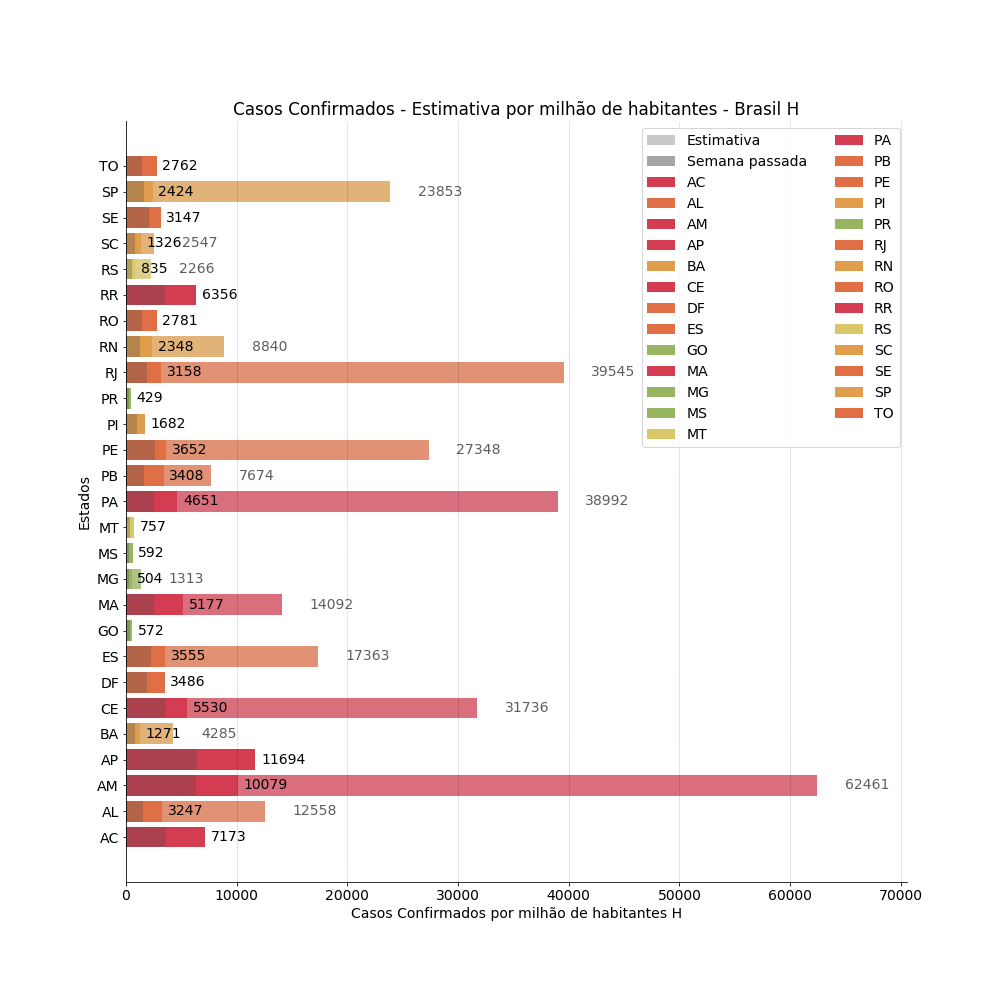 Casos Confirmados - Estimativa por milhão de habitantes - Brasil H
Estimativa
Semana passada
AC
AL
AM
AP
BA
CE
DF
ES
GO
MA
MG
MS
MT
PA
PB
PE
PI
PR
RJ
RN
RO
RR
RS
SC
SE
SP
TO
Estados
TO 2762
SP 2424 23853
SE 3147
SC 1326 2547
RS 835 2266
RR 6356
RO 2781
RN 2348 8840
RJ 3158 39545
PR 429
PI 1682
PE 3652 27348
PB 3408 7674
PA 4651 38992
MT 757
MS 592
MG 504 1313
MA 5177 14092
GO 572
ES 3555 17363
DF 3486
CE 5530 31736
BA 1271 4285
AP 11694
AM 10079 62461
AL 3247 12558
AC 7173
0 10000 20000 30000 40000 50000 60000 70000
Casos Confirmados por milhão de habitantes H